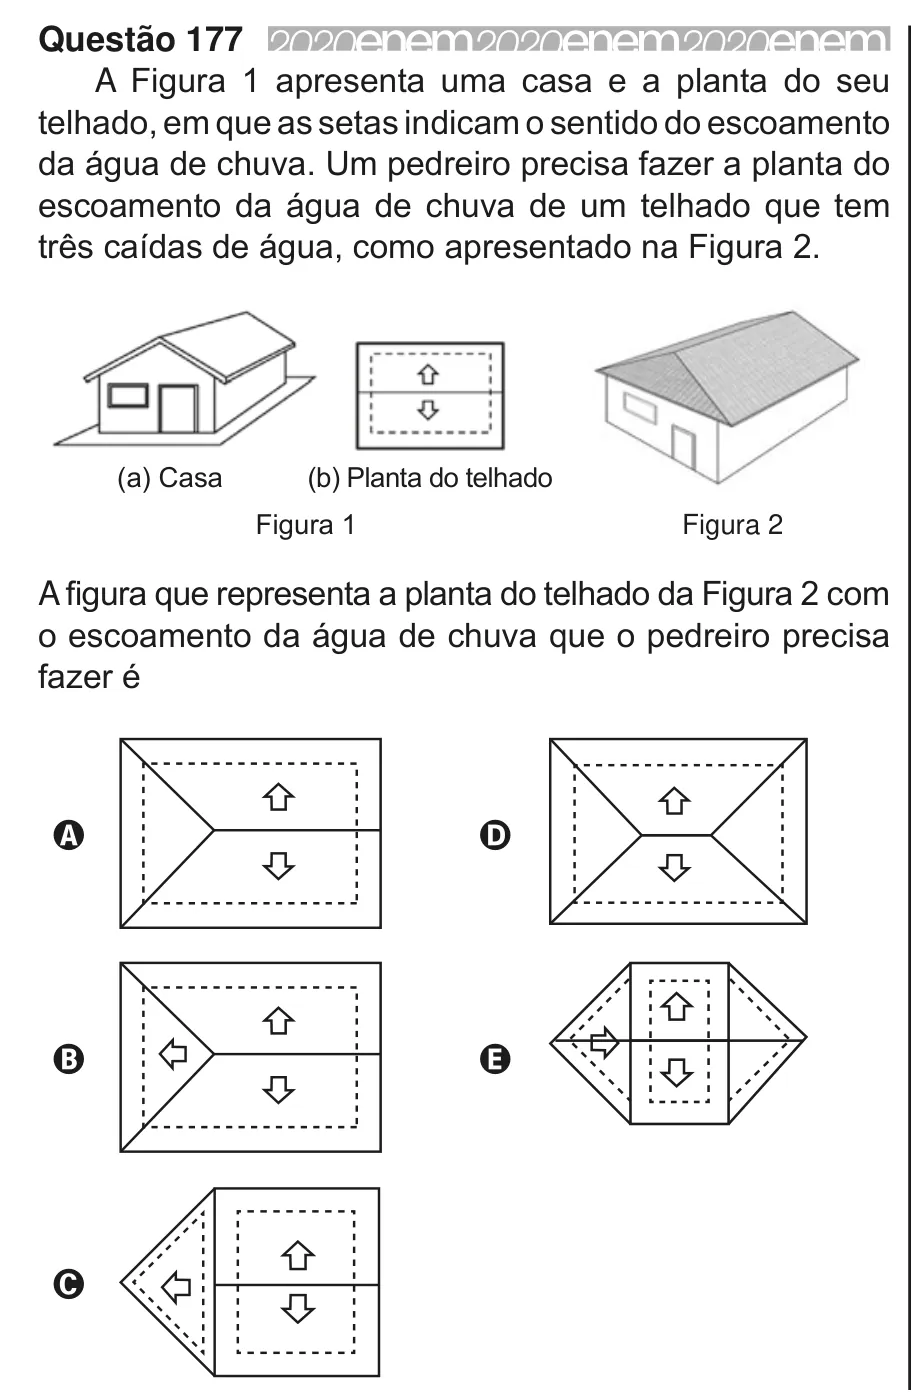 Questão 177 2020enem2020enem2020enem
A Figura 1 apresenta uma casa e a planta do seu
telhado, em que as setas indicam o sentido do escoamento
da água de chuva. Um pedreiro precisa fazer a planta do
escoamento da água de chuva de um telhado que tem
três caídas de água, como apresentado na Figura 2.
(a) Casa
(b) Planta do telhado
Figura 1
Figura 2
A figura que representa a planta do telhado da Figura 2 com
o escoamento da água de chuva que o pedreiro precisa
fazer é
A
B
C
D
E